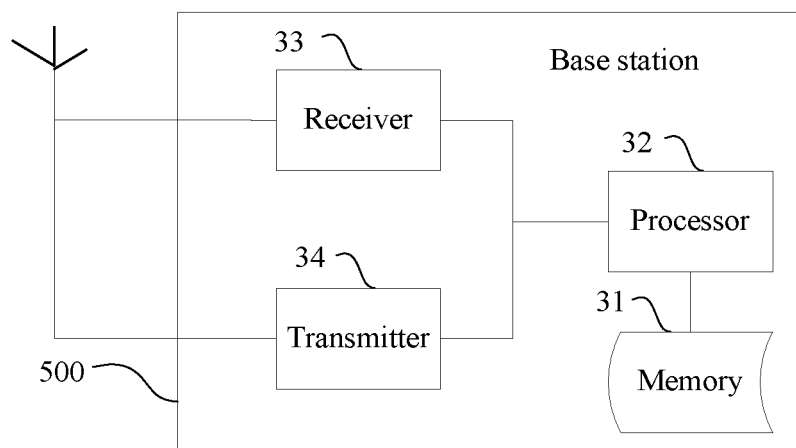 33
Base station
Receiver
32
Processor
34
31
Transmitter
500
Memory